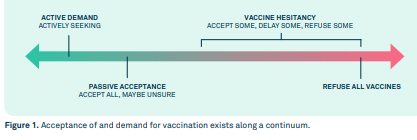 ACTIVE DEMAND
ACTIVELY SEEKING
VACCINE HESITANCY
ACCEPT SOME, DELAY SOME, REFUSE SOME
PASSIVE ACCEPTANCE
ACCEPT ALL, MAYBE UNSURE
REFUSE ALL VACCINES
Figure 1. Acceptance of and demand for vaccination exists along a continuum.